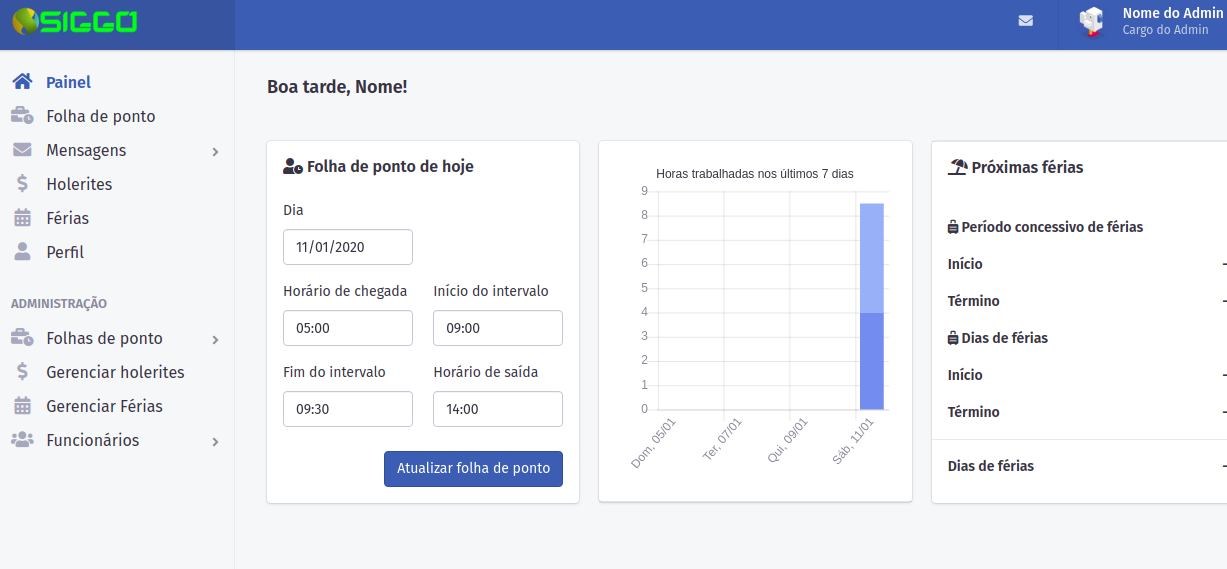 SIGGO
Nome do Admin
Cargo do Admin
Painel
Folha de ponto
Mensagens
Holerites
Férias
Perfil
ADMINISTRAÇÃO
Folhas de ponto
Gerenciar holerites
Gerenciar Férias
Funcionários
Boa tarde, Nome!
Folha de ponto de hoje
Dia
11/01/2020
Horário de chegada Início do intervalo
05:00 09:00
Fim do intervalo Horário de saída
09:30 14:00
Atualizar folha de ponto
Horas trabalhadas nos últimos 7 dias
9
8
7
6
5
4
3
2
1
0
Dom, 05/01 Ter, 07/01 Qui, 09/01 Sáb, 11/01
Próximas férias
Período concessivo de férias
Início -
Término -
Dias de férias
Início -
Término -
Dias de férias -